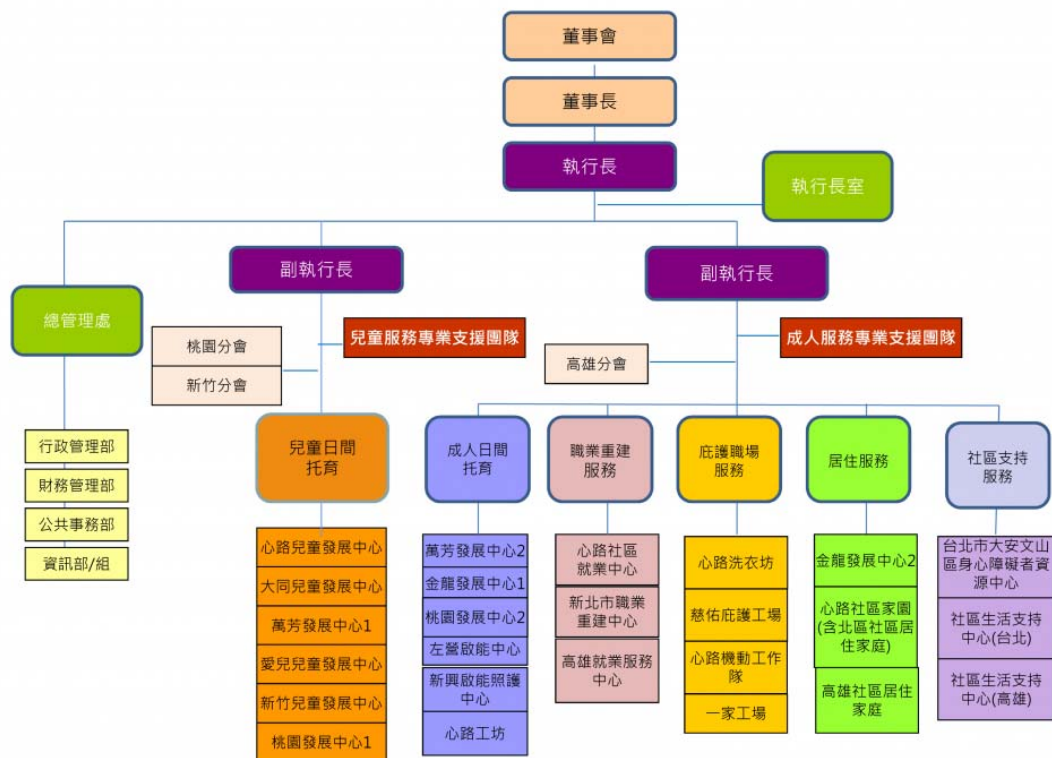 董事會
董事長
執行長
執行長室
總管理處
副執行長
副執行長
桃園分會
新竹分會
兒童服務專業支援團隊
高雄分會
成人服務專業支援團隊
行政管理部
財務管理部
公共事務部
資訊部/組
兒童日間
托育
心路兒童發展中心
大同兒童發展中心
萬芳發展中心1
愛兒兒童發展中心
新竹兒童發展中心
桃園發展中心1
成人日間
托育
萬芳發展中心2
金龍發展中心1
桃園發展中心2
左營啟能中心
新興啟能照護
中心
心路工坊
職業重建
服務
心路社區
就業中心
新北市職業
重建中心
高雄就業服務
中心
庇護職場
服務
心路洗衣坊
慈佑庇護工場
心路機動工作
隊
一家工場
居住服務
金龍發展中心2
心路社區家園
(含北區社區居
住家庭)
高雄社區居住
家庭
社區支持
服務
台北市大安文山
區身心障礙者資
源中心
社區生活支持
中心(台北)
社區生活支持
中心(高雄)